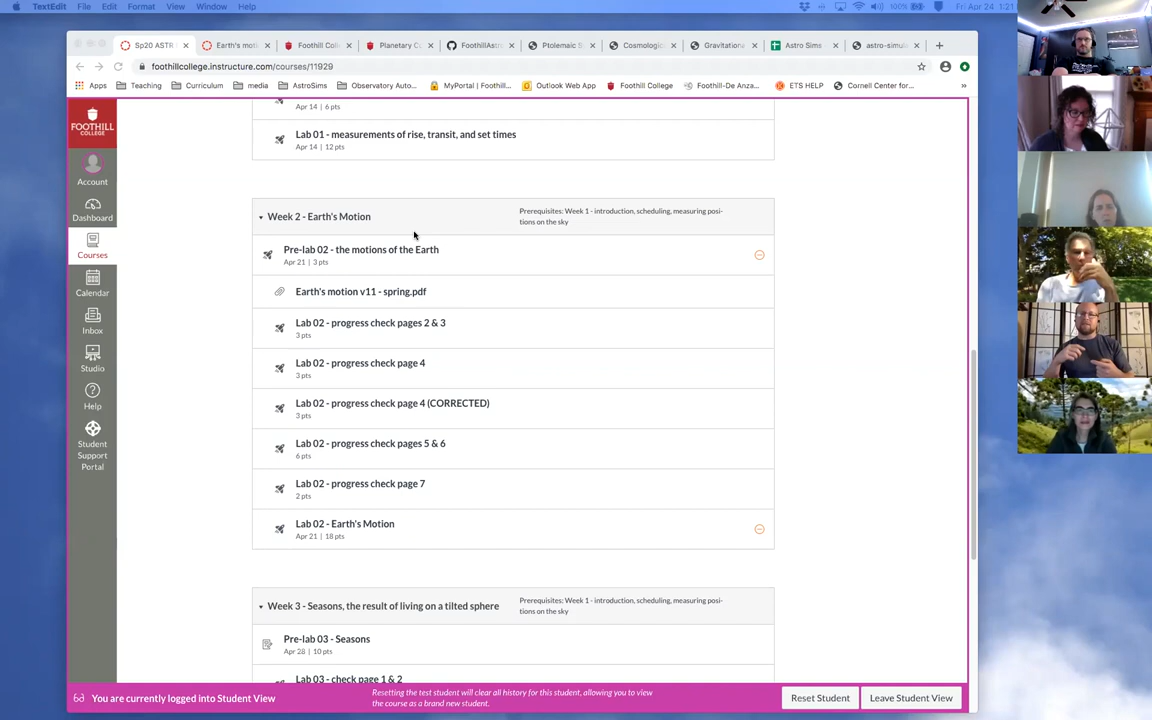 TextEdit File Edit Format View Window Help
100% Fri Apr 24 1:21
Sp20 ASTR
Earth's moti
Foothill Coll
Planetary C
FoothillAstro
Ptolemaic S
Cosmologic
Gravitationa
Astro Sims
astro-simula
foothillcollege.instructure.com/courses/11929
Apps Teaching Curriculum media AstroSims Observatory Auto... MyPortal | Foothill... Outlook Web App Foothill College Foothill-De Anza... ETS HELP Cornell Center for... »
FOOTHILL
COLLEGE
Account
Dashboard
Courses
Calendar
Inbox
Studio
Help
Student
Support
Portal
Apr 14 | 6 pts
Lab 01 - measurements of rise, transit, and set times
Apr 14 | 12 pts
Week 2 - Earth's Motion
Prerequisites: Week 1 - introduction, scheduling, measuring posi-
tions on the sky
Pre-lab 02 - the motions of the Earth
Apr 21 | 3 pts
Earth's motion v11 - spring.pdf
Lab 02 - progress check pages 2 & 3
3 pts
Lab 02 - progress check page 4
3 pts
Lab 02 - progress check page 4 (CORRECTED)
3 pts
Lab 02 - progress check pages 5 & 6
6 pts
Lab 02 - progress check page 7
2 pts
Lab 02 - Earth's Motion
Apr 21 | 18 pts
Week 3 - Seasons, the result of living on a tilted sphere
Prerequisites: Week 1 - introduction, scheduling, measuring posi-
tions on the sky
Pre-lab 03 - Seasons
Apr 28 | 10 pts
Lab 03 - check page 1 & 2
You are currently logged into Student View
Resetting the test student will clear all history for this student, allowing you to view
the course as a brand new student.
Reset Student
Leave Student View